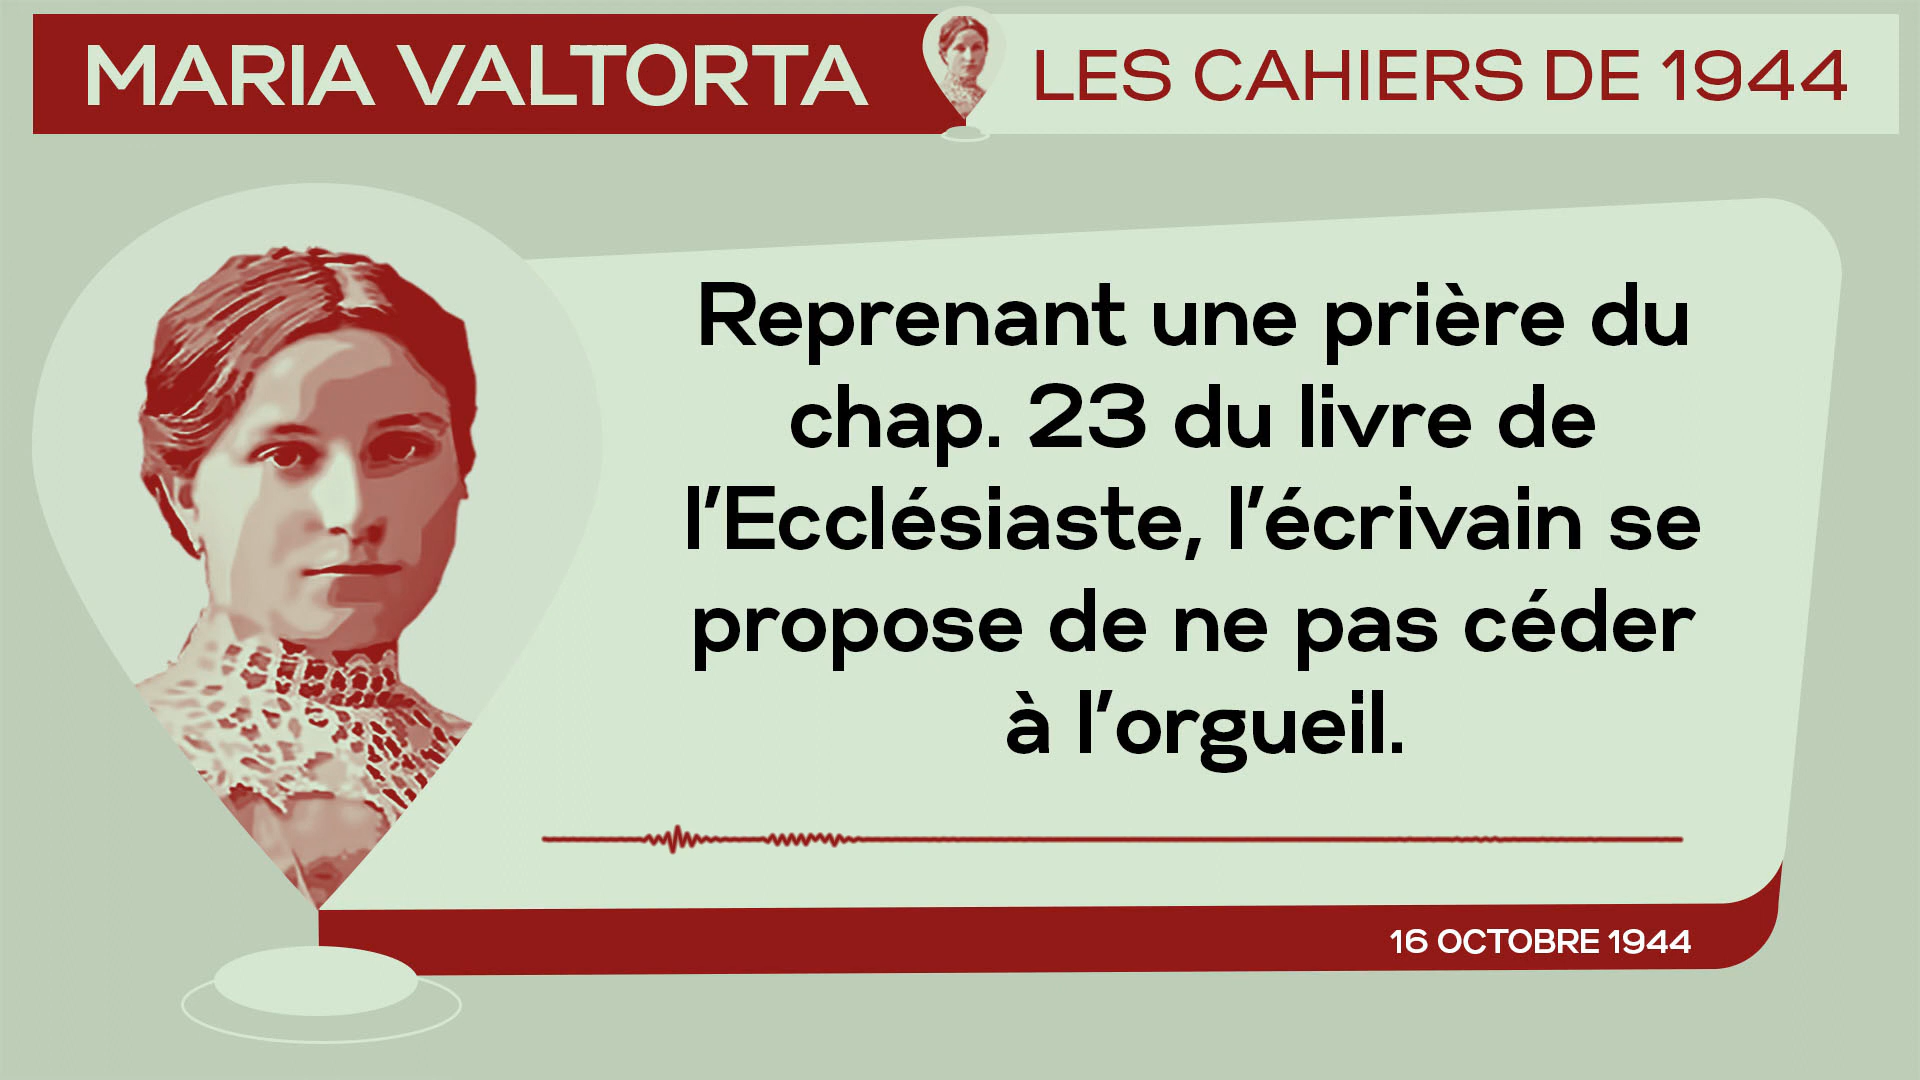 MARIA VALTORTA
LES CAHIERS DE 1944
Reprenant une prière du
chap. 23 du livre de
l’Ecclésiaste, l’écrivain se
propose de ne pas céder
à l’orgueil.
16 OCTOBRE 1944